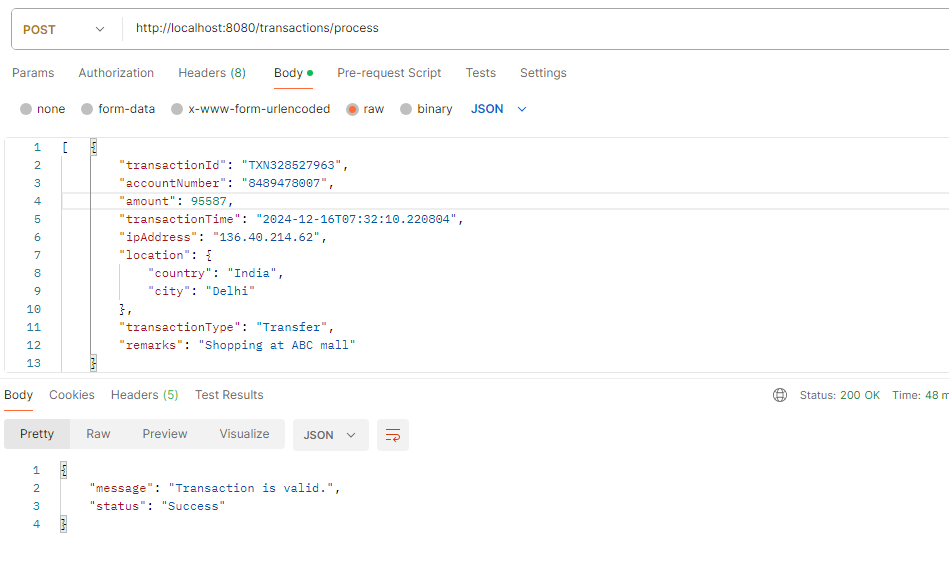 POST http://localhost:8080/transactions/process
Params Authorization Headers (8) Body Pre-request Script Tests Settings
none form-data x-www-form-urlencoded raw binary JSON
1 [ {
2 "transactionId": "TXN328527963",
3 "accountNumber": "8489478007",
4 "amount": 95587,
5 "transactionTime": "2024-12-16T07:32:10.220804",
6 "ipAddress": "136.40.214.62",
7 "location": {
8 "country": "India",
9 "city": "Delhi"
10 },
11 "transactionType": "Transfer",
12 "remarks": "Shopping at ABC mall"
13 }
Body Cookies Headers (5) Test Results Status: 200 OK Time: 48 m
Pretty Raw Preview Visualize JSON
1 {
2 "message": "Transaction is valid.",
3 "status": "Success"
4 }